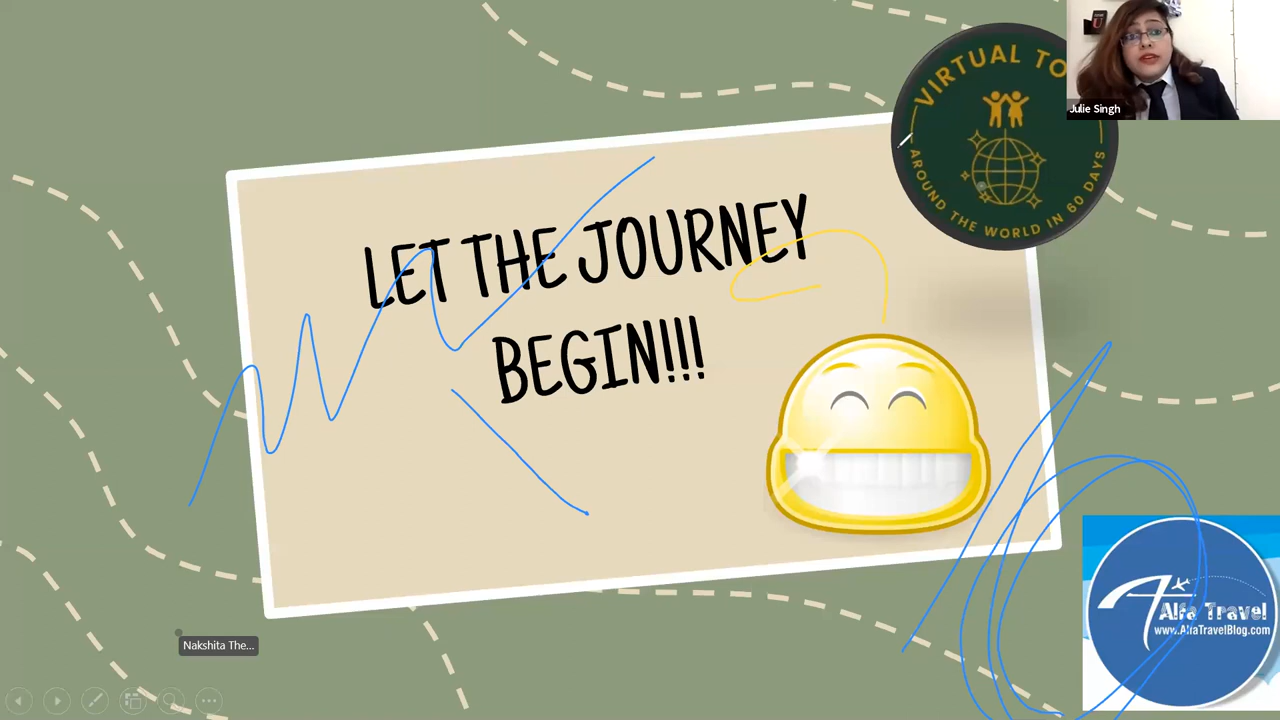 VIRTUAL TO
AROUND THE WORLD IN 60 DAYS
Julie Singh
LET THE JOURNEY
BEGIN!!!
Alfa Travel
www.AlfaTravelBlog.com
Nakshita The...